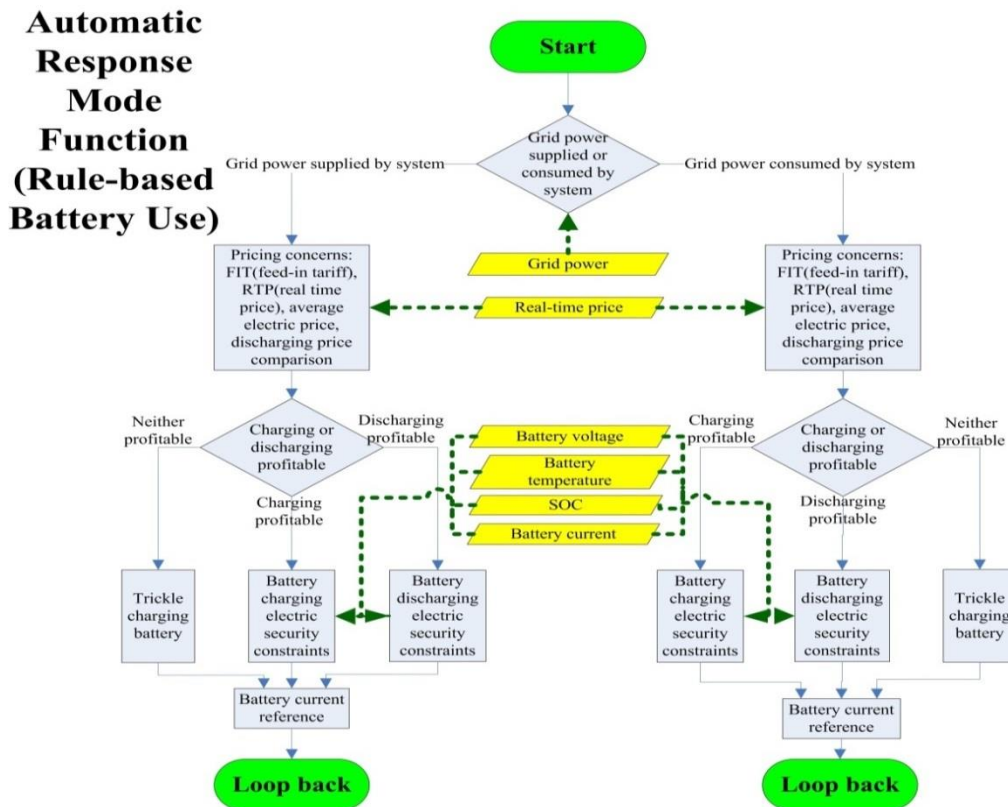 Automatic
Response
Mode
Function
(Rule-based
Battery Use)
Start
Grid power
supplied or
consumed by
system
Grid power supplied by system
Grid power consumed by system
Pricing concerns:
FIT(feed-in tariff),
RTP(real time
price), average
electric price,
discharging price
comparison
Grid power
Real-time price
Pricing concerns:
FIT(feed-in tariff),
RTP(real time
price), average
electric price,
discharging price
comparison
Neither
profitable
Charging or
discharging
profitable
Discharging
profitable
Charging
profitable
Battery voltage
Battery
temperature
SOC
Battery current
Charging
profitable
Charging or
discharging
profitable
Neither
profitable
Discharging
profitable
Trickle
charging
battery
Battery
charging
electric
security
constraints
Battery
discharging
electric
security
constraints
Battery
charging
electric
security
constraints
Battery
discharging
electric
security
constraints
Trickle
charging
battery
Battery current
reference
Battery current
reference
Loop back
Loop back